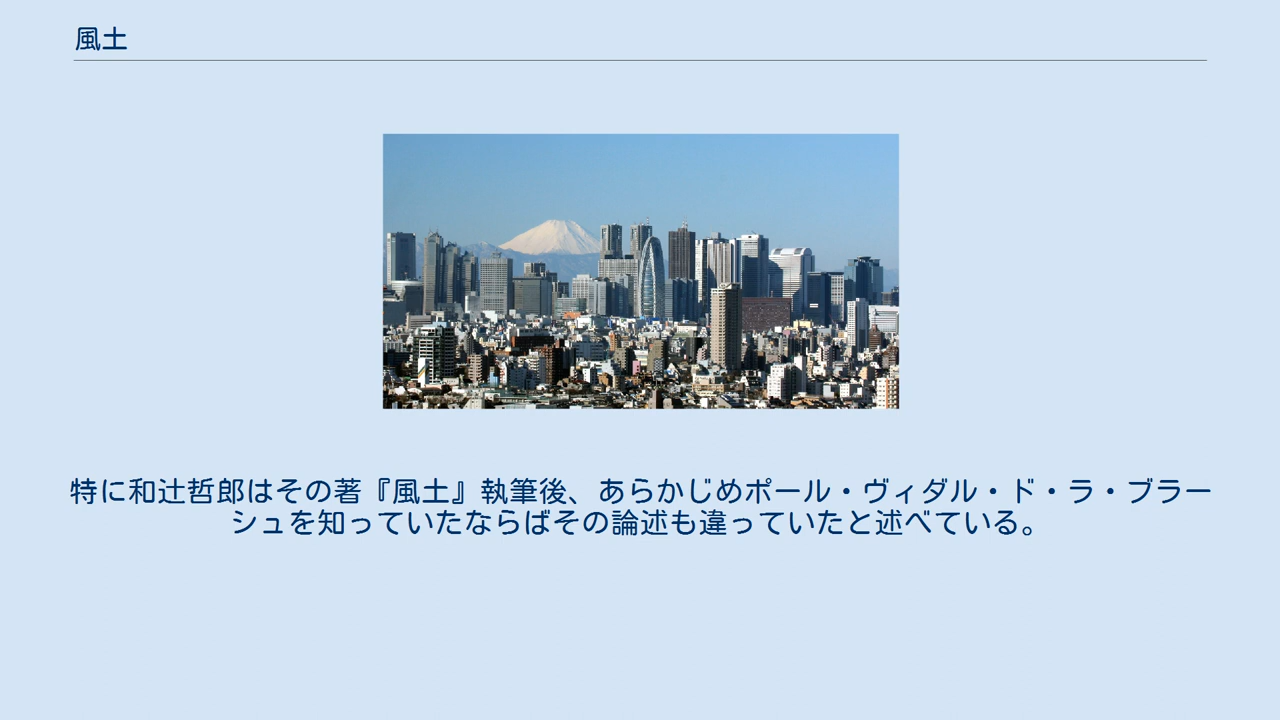 風土
特に和辻哲郎はその著『風土』執筆後、あらかじめポール・ヴィダル・ド・ラ・ブラー
シュを知っていたならばその論述も違っていたと述べている。